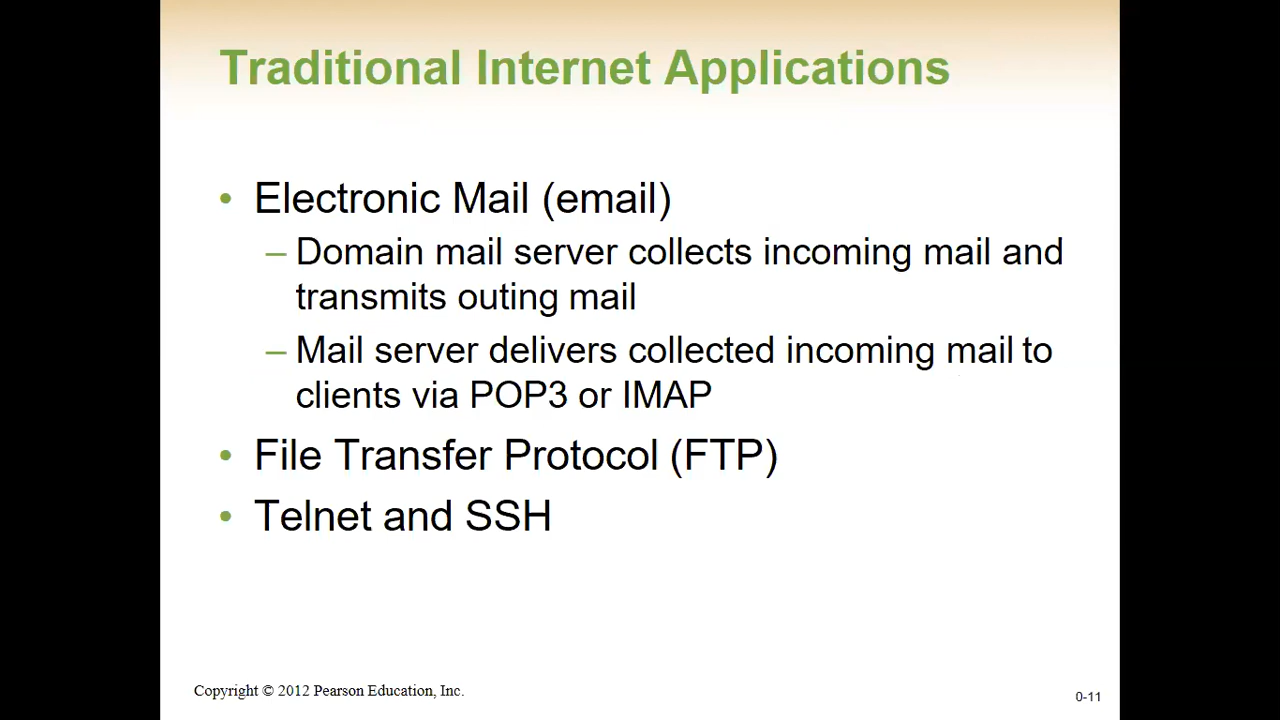 Traditional Internet Applications
• Electronic Mail (email)
– Domain mail server collects incoming mail and
transmits outing mail
– Mail server delivers collected incoming mail to
clients via POP3 or IMAP
• File Transfer Protocol (FTP)
• Telnet and SSH
Copyright © 2012 Pearson Education, Inc.
0-11